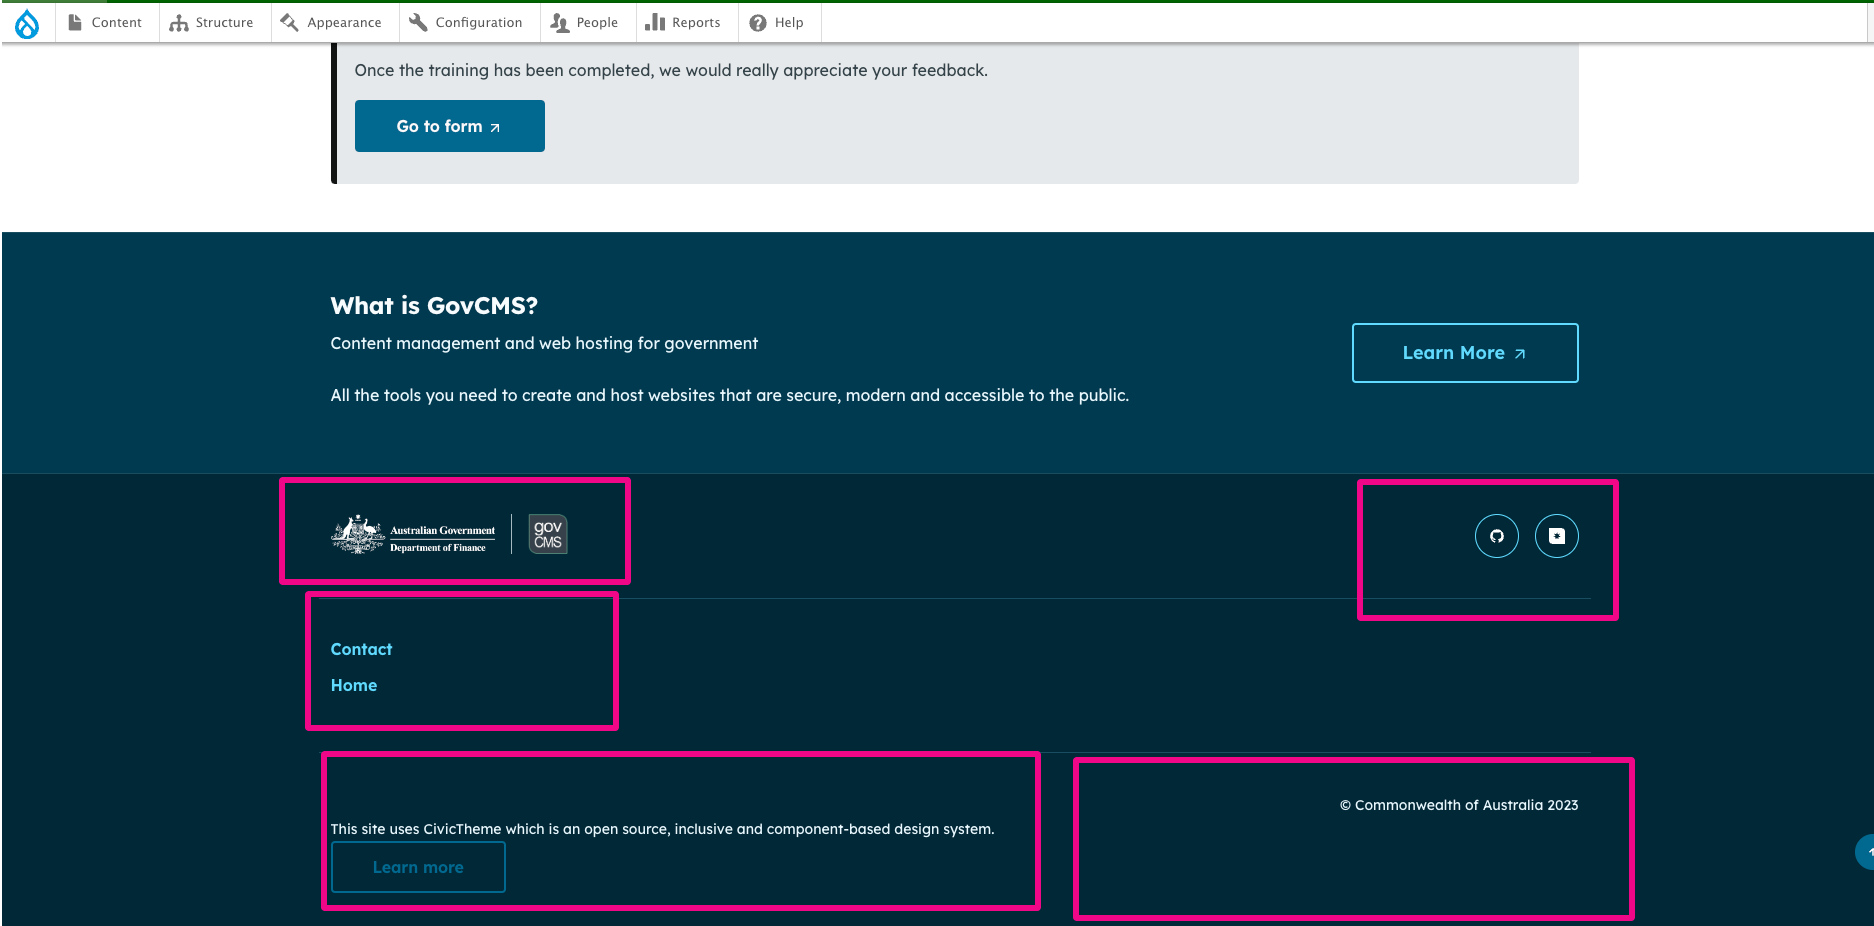 Content Structure Appearance Configuration People Reports Help
Once the training has been completed, we would really appreciate your feedback.
Go to form
What is GovCMS?
Content management and web hosting for government
Learn More
All the tools you need to create and host websites that are secure, modern and accessible to the public.
Australian Government
Department of Finance
gov
CMS
Contact
Home
© Commonwealth of Australia 2023
This site uses CivicTheme which is an open source, inclusive and component-based design system.
Learn more